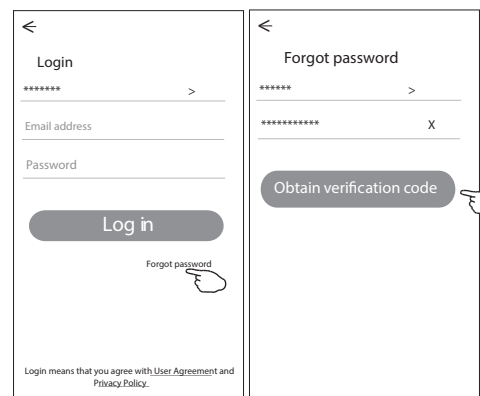 Login
******* >
Email address
Password
Log in
Forgot password
Login means that you agree with User Agreement and
Privacy Policy
Forgot password
****** >
*********** X
Obtain verification code